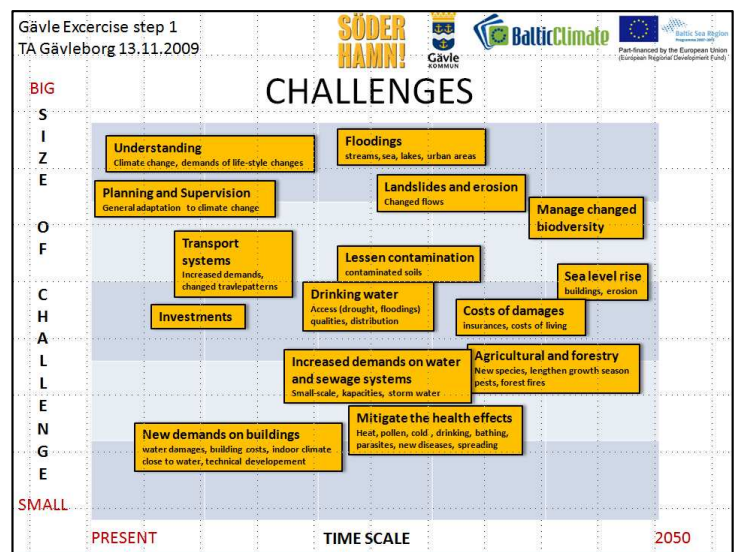 Gävle Excercise step 1
TA Gävleborg 13.11.2009
SÖDER
HAMN!
Gävle
KOMMUN
BalticClimate
Baltic Sea Region
Programme 2007-2013
Part-financed by the European Union
(European Regional Development Fund)
BIG
CHALLENGES
SIZE OF CHALLENGE
Understanding
Climate change, demands of life-style changes
Floodings
streams, sea, lakes, urban areas
Planning and Supervision
General adaptation to climate change
Landslides and erosion
Changed flows
Manage changed
biodversity
Transport
systems
Increased demands,
changed travlepatterns
Lessen contamination
contaminated soils
Sea level rise
buildings, erosion
Drinking water
Access (drought, floodings)
qualities, distribution
Investments
Costs of damages
insurances, costs of living
Increased demands on water
and sewage systems
Small-scale, kapacities, storm water
Agricultural and forestry
New species, lengthen growth season
pests, forest fires
Mitigate the health effects
Heat, pollen, cold , drinking, bathing,
parasites, new diseases, spreading
New demands on buildings
water damages, building costs, indoor climate
close to water, technical developement
SMALL
PRESENT
TIME SCALE
2050